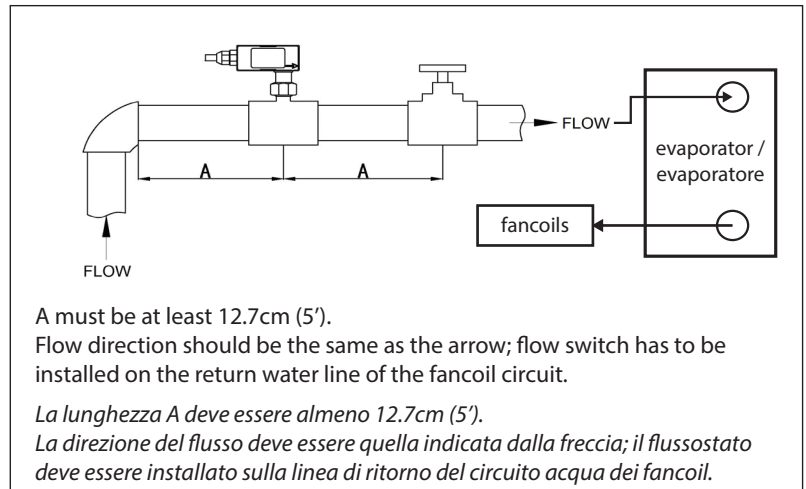 A
A
FLOW
FLOW
evaporator /
evaporatore
fancoils
A must be at least 12.7cm (5').
Flow direction should be the same as the arrow; flow switch has to be
installed on the return water line of the fancoil circuit.
La lunghezza A deve essere almeno 12.7cm (5').
La direzione del flusso deve essere quella indicata dalla freccia; il flussostato
deve essere installato sulla linea di ritorno del circuito acqua dei fancoil.